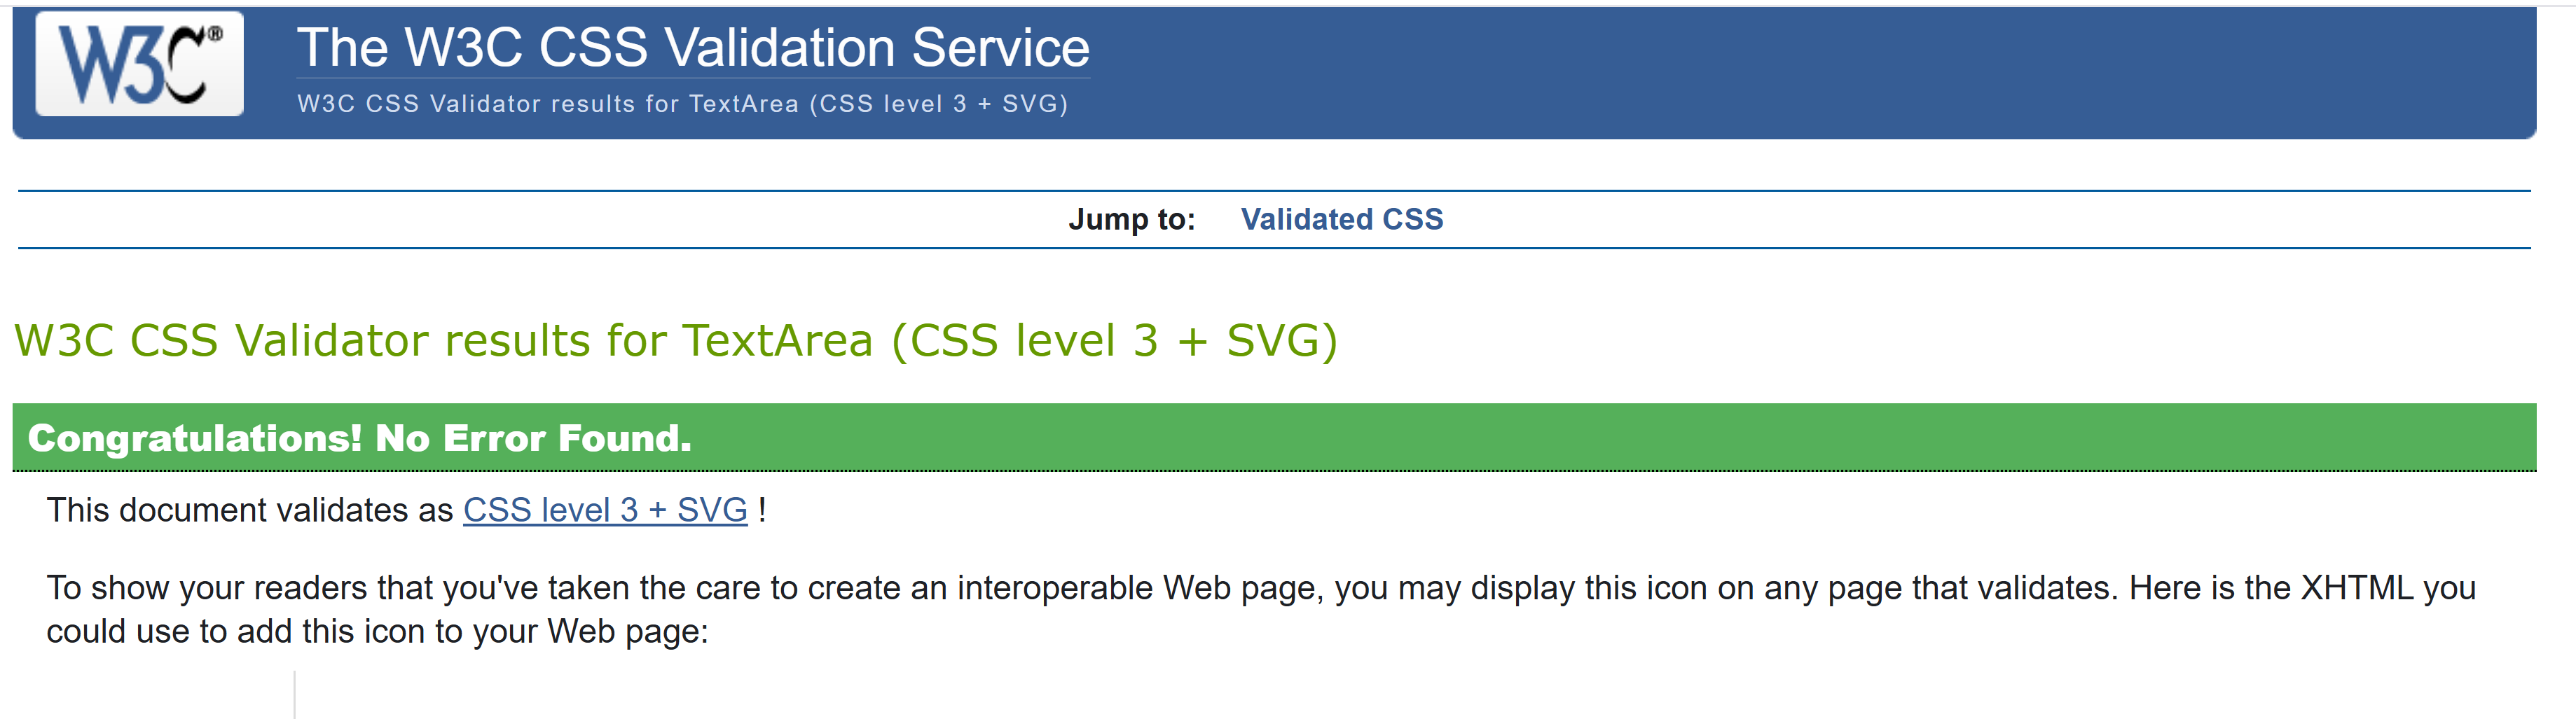 W3C®
The W3C CSS Validation Service
W3C CSS Validator results for TextArea (CSS level 3 + SVG)
Jump to: Validated CSS
W3C CSS Validator results for TextArea (CSS level 3 + SVG)
Congratulations! No Error Found.
This document validates as CSS level 3 + SVG !
To show your readers that you've taken the care to create an interoperable Web page, you may display this icon on any page that validates. Here is the XHTML you
could use to add this icon to your Web page: